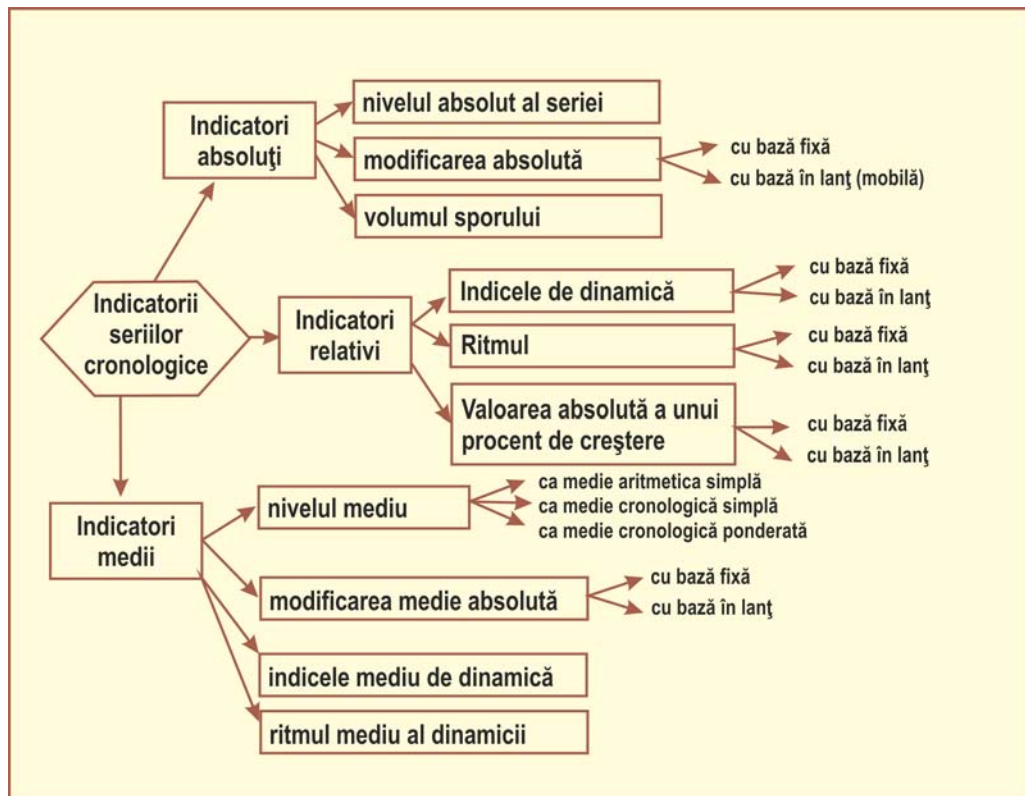 nivelul absolut al seriei
Indicatori
absoluţi
modificarea absolută
cu bază fixă
cu bază în lanţ (mobilă)
volumul sporului
Indicatorii
seriilor
cronologice
Indicatori
relativi
Indicele de dinamică
cu bază fixă
cu bază în lanţ
Ritmul
cu bază fixă
cu bază în lanţ
Valoarea absolută a unui
procent de creştere
cu bază fixă
cu bază în lanţ
Indicatori
medii
nivelul mediu
ca medie aritmetica simplă
ca medie cronologică simplă
ca medie cronologică ponderată
modificarea medie absolută
cu bază fixă
cu bază în lanţ
indicele mediu de dinamică
ritmul mediu al dinamicii